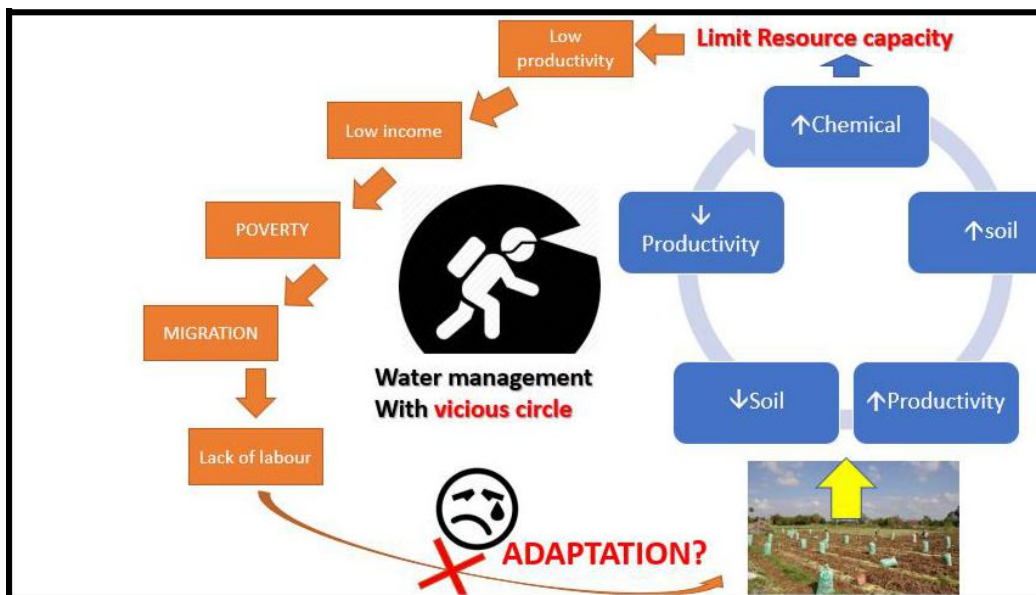 Low
productivity
Limit Resource capacity
Low income
POVERTY
MIGRATION
Lack of labour
↑Chemical
↑soil
↑Productivity
↓Soil
↓
Productivity
Water management
With vicious circle
ADAPTATION?